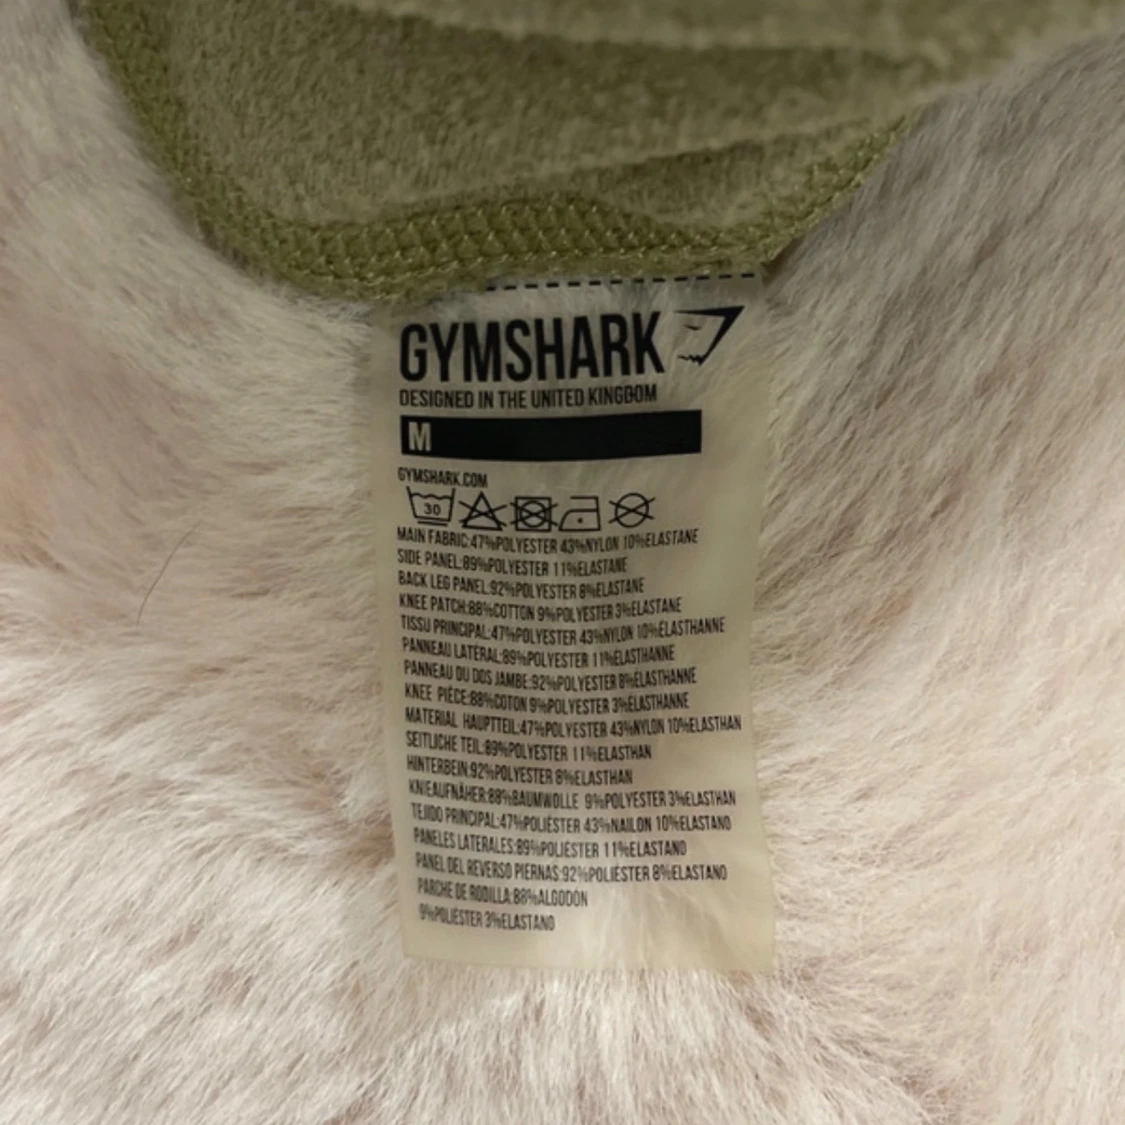 GYMSHARK
DESIGNED IN THE UNITED KINGDOM
M
GYMSHARK.COM
30
MAIN FABRIC:47%POLYESTER 43%NYLON 10%ELASTANE
SIDE PANEL:89%POLYESTER 11%ELASTANE
BACK LEG PANEL:92%POLYESTER 8%ELASTANE
KNEE PATCH:88%COTTON 9%POLYESTER 3%ELASTANE
TISSU PRINCIPAL:47%POLYESTER 43%NYLON 10%ELASTHANNE
PANNEAU LATÉRAL:89%POLYESTER 11%ELASTHANNE
PANNEAU DU DOS JAMBE:92%POLYESTER 8%ELASTHANNE
KNEE PIÈCE:88%COTON 9%POLYESTER 3%ELASTHANNE
MATERIAL HAUPTTEIL:47%POLYESTER 43%NYLON 10%ELASTHAN
SEITLICHE TEIL:89%POLYESTER 11%ELASTHAN
HINTERBEIN:92%POLYESTER 8%ELASTHAN
KNIEAUFNÄHER:88%BAUMWOLLE 9%POLYESTER 3%ELASTHAN
TEJIDO PRINCIPAL:47%POLIÉSTER 43%NAILON 10%ELASTANO
PANELES LATERALES:89%POLIÉSTER 11%ELASTANO
PANEL DEL REVERSO PIERNAS:92%POLIÉSTER 8%ELASTANO
PARCHE DE RODILLA:88%ALGODÓN
9%POLIÉSTER 3%ELASTANO